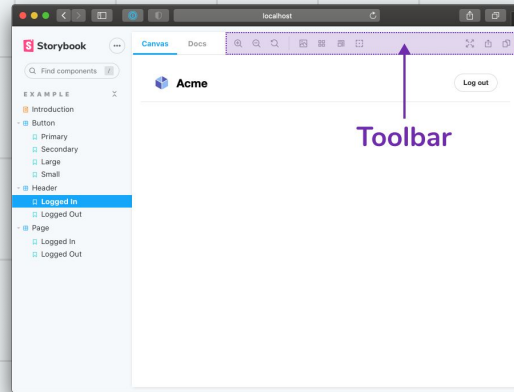 localhost
S Storybook
Canvas
Docs
Find components
/
EXAMPLE
Introduction
Button
Primary
Secondary
Large
Small
Header
Logged In
Logged Out
Page
Logged In
Logged Out
Acme
Log out
Toolbar